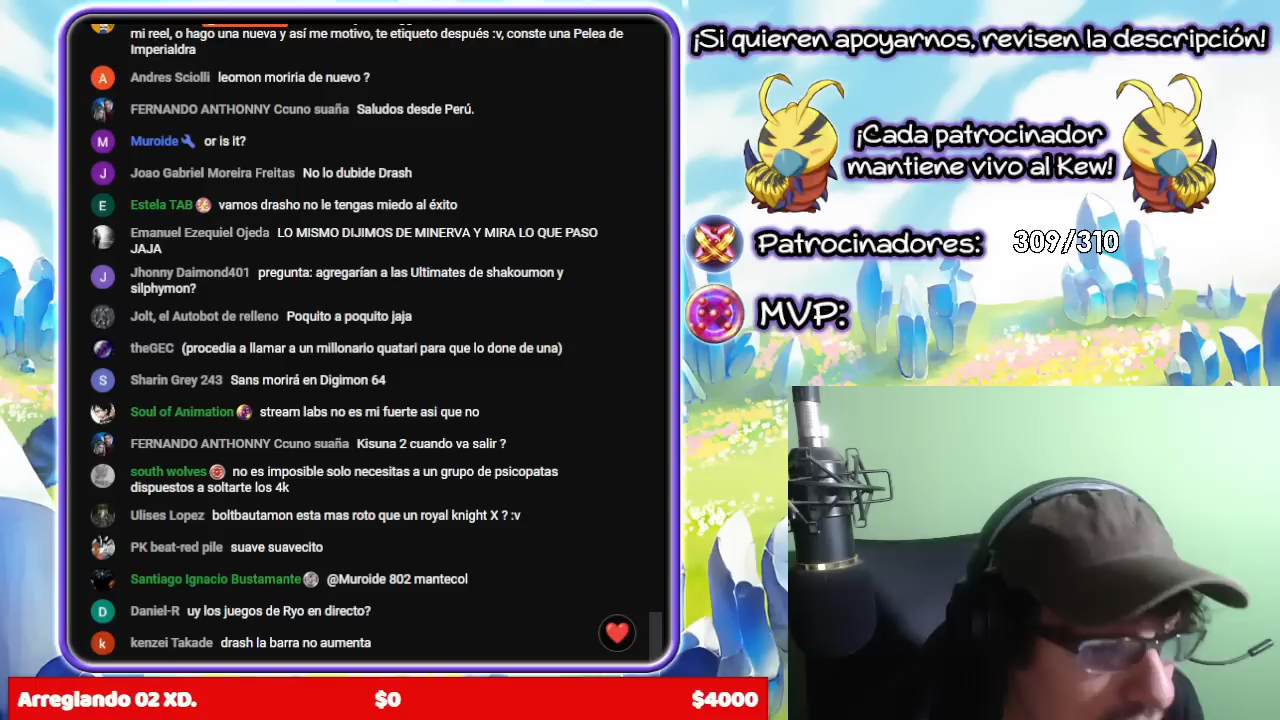 mi reel, o hago una nueva y así me motivo, te etiqueto después :v, conste una Pelea de
Imperialdra
A
Andres Sciolli leomon moriria de nuevo ?
FERNANDO ANTHONNY Ccuno suaña Saludos desde Perú.
M
Muroide or is it?
J
Joao Gabriel Moreira Freitas No lo dubide Drash
E
Estela TAB vamos drasho no le tengas miedo al éxito
Emanuel Ezequiel Ojeda LO MISMO DIJIMOS DE MINERVA Y MIRA LO QUE PASO
JAJA
J
Jhonny Daimond401 pregunta: agregarían a las Ultimates de shakoumon y
silphymon?
Jolt, el Autobot de relleno Poquito a poquito jaja
theGEC (procedia a llamar a un millonario quatari para que lo done de una)
S
Sharin Grey 243 Sans morirá en Digimon 64
Soul of Animation stream labs no es mi fuerte asi que no
FERNANDO ANTHONNY Ccuno suaña Kisuna 2 cuando va salir ?
south wolves no es imposible solo necesitas a un grupo de psicopatas
dispuestos a soltarte los 4k
Ulises Lopez boltbautamon esta mas roto que un royal knight X ? :v
PK beat-red pile suave suavecito
Santiago Ignacio Bustamante @Muroide 802 mantecol
D
Daniel-R uy los juegos de Ryo en directo?
k
kenzei Takade drash la barra no aumenta
Arreglando 02 XD. $0 $4000
¡Si quieren apoyarnos, revisen la descripción!
¡Cada patrocinador
mantiene vivo al Kew!
Patrocinadores: 309/310
MVP: